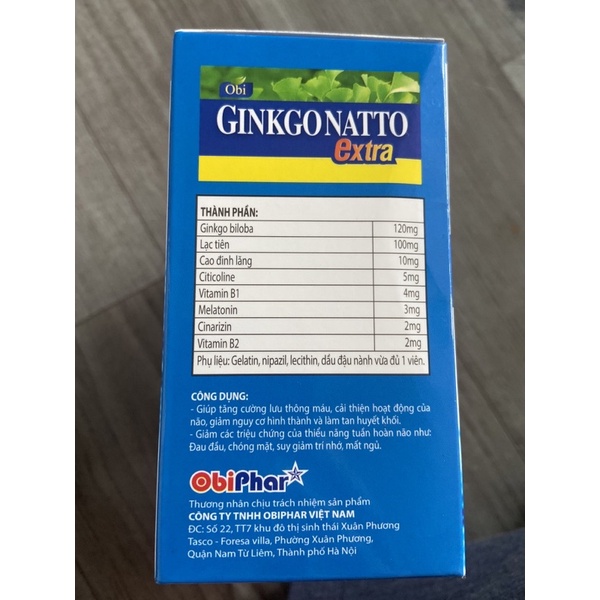 Obi
GINKGO NATTO
extra
THÀNH PHẦN:
Ginkgo biloba 120mg
Lạc tiên 100mg
Cao đinh lăng 10mg
Citicoline 5mg
Vitamin B1 4mg
Melatonin 3mg
Cinarizin 2mg
Vitamin B2 2mg
Phụ liệu: Gelatin, nipazil, lecithin, dầu đậu nành vừa đủ 1 viên.
CÔNG DỤNG:
- Giúp tăng cường lưu thông máu, cải thiện hoạt động của
não, giảm nguy cơ hình thành và làm tan huyết khối.
- Giảm các triệu chứng của thiểu năng tuần hoàn não như:
Đau đầu, chóng mặt, suy giảm trí nhớ, mất ngủ.
ObiPhar
Thương nhân chịu trách nhiệm sản phẩm
CÔNG TY TNHH OBIPHAR VIỆT NAM
ĐC: Số 22, TT7 khu đô thị sinh thái Xuân Phương
Tasco - Foresa villa, Phường Xuân Phương,
Quận Nam Từ Liêm, Thành phố Hà Nội